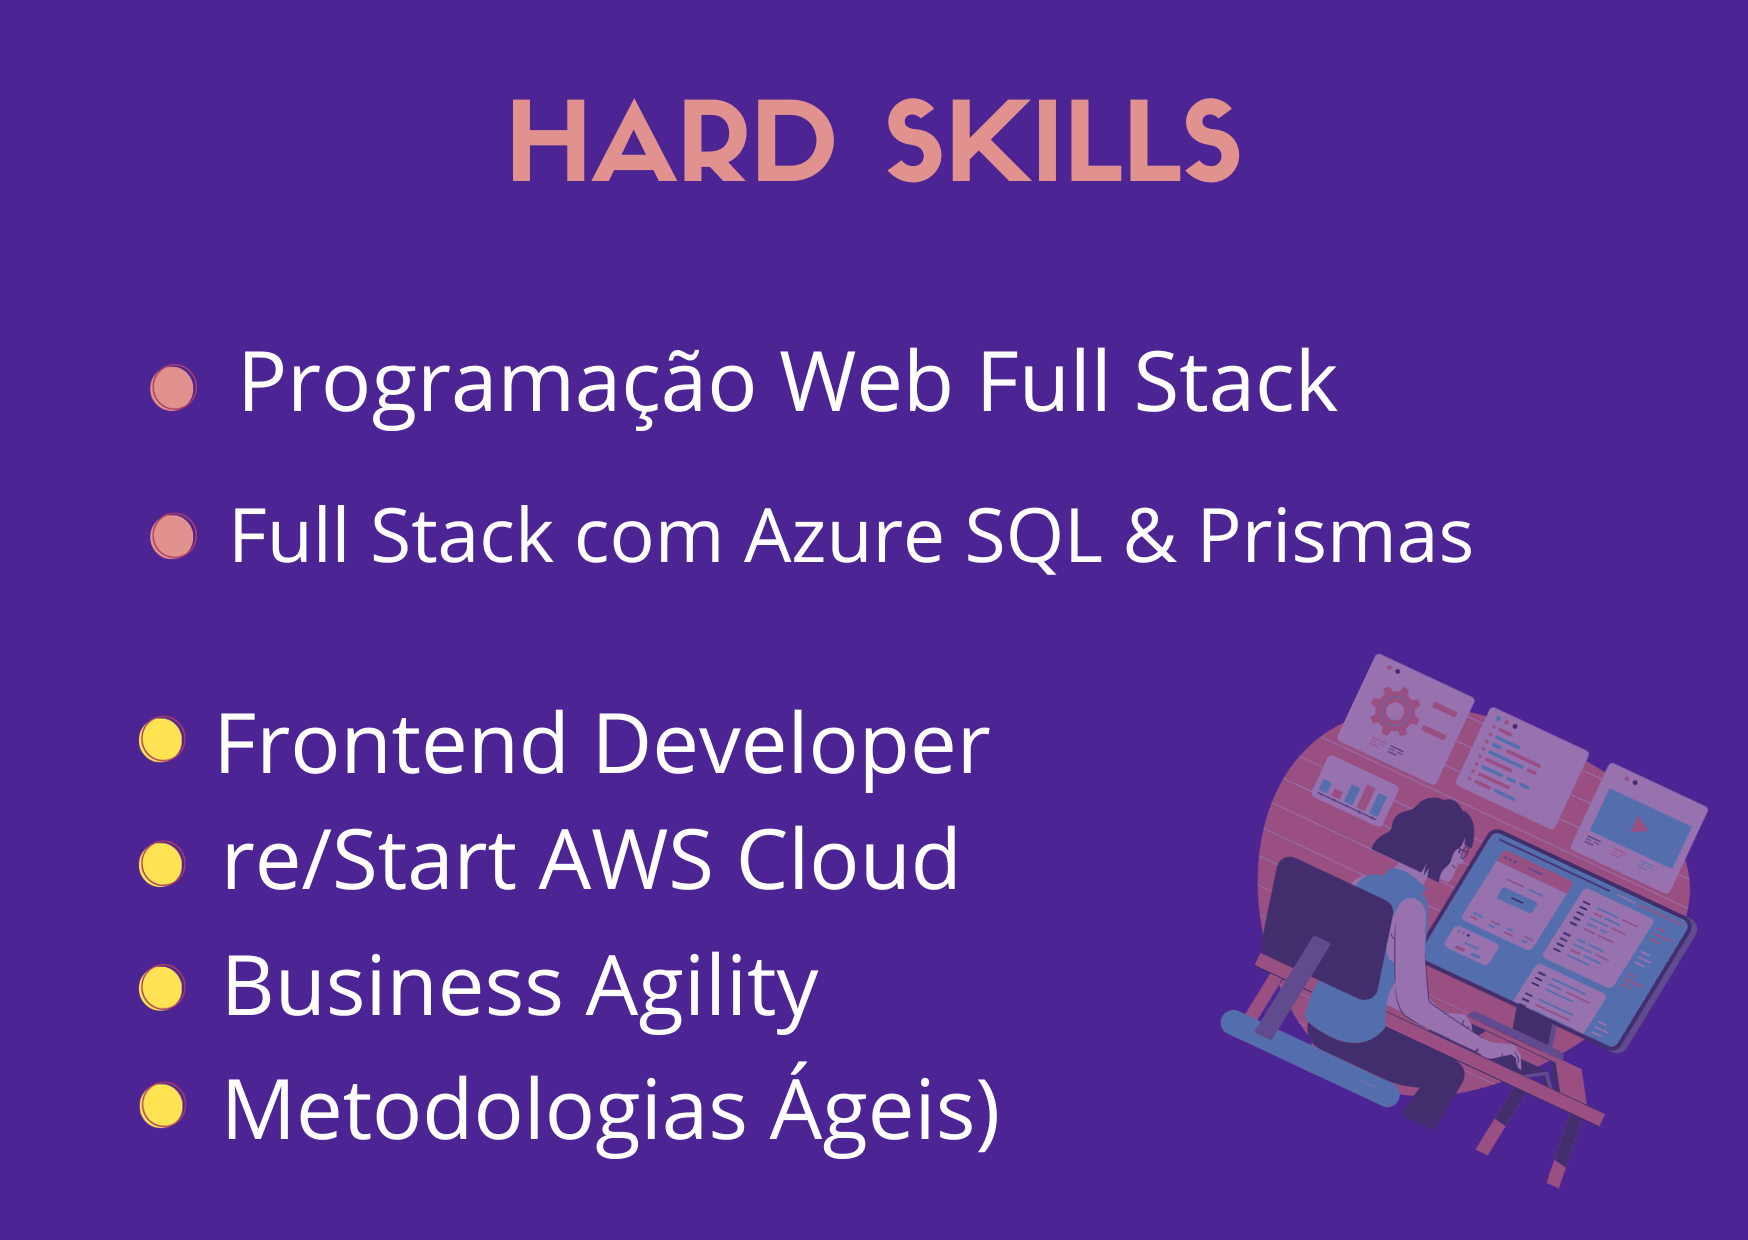 HARD SKILLS
Programação Web Full Stack
Full Stack com Azure SQL & Prismas
Frontend Developer
re/Start AWS Cloud
Business Agility
Metodologias Ágeis)